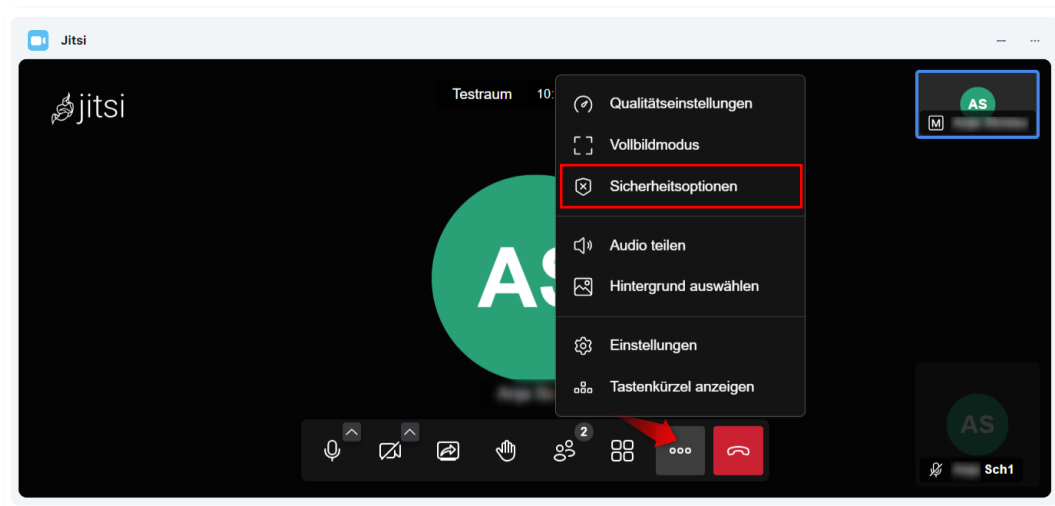 Jitsi
jitsi
Testraum 10:
AS
M
Qualitätseinstellungen
Vollbildmodus
Sicherheitsoptionen
Audio teilen
Hintergrund auswählen
Einstellungen
Tastenkürzel anzeigen
AS
2
AS
Sch1